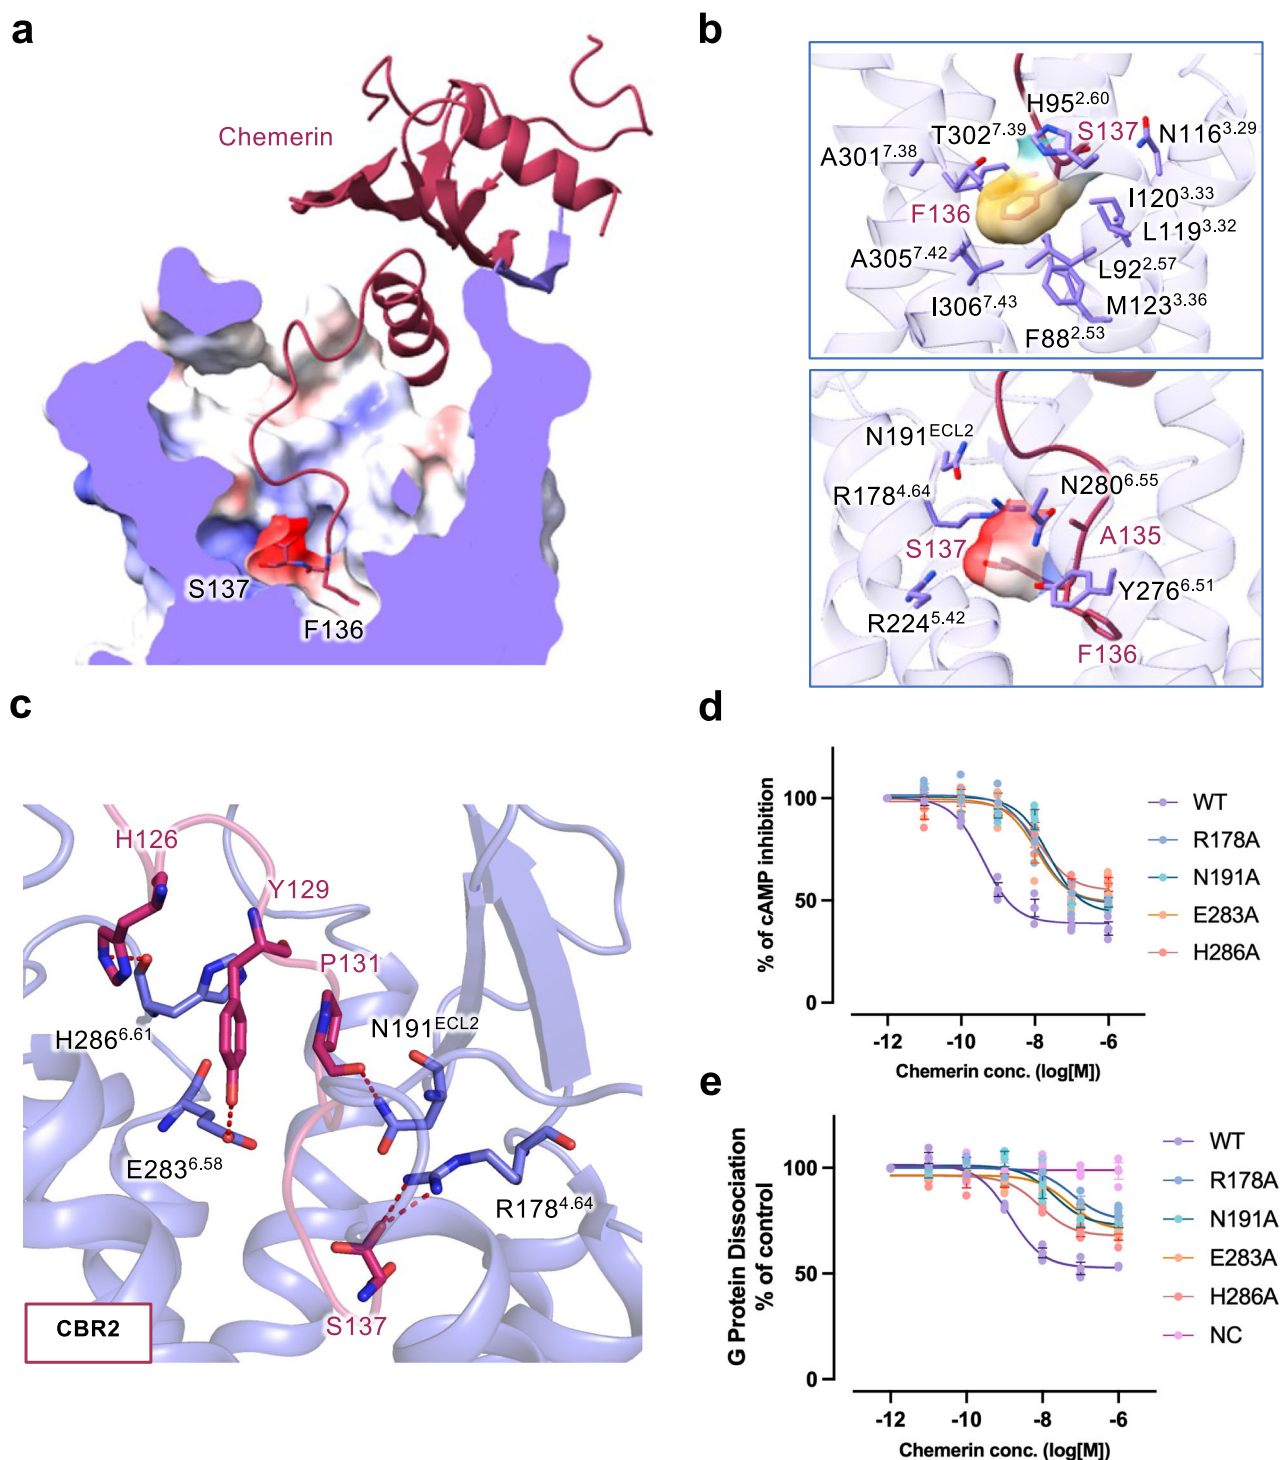 a
Chemerin
S137
F136
b
H95^2.60
T302^7.39
S137
N116^3.29
A301^7.38
F136
I120^3.33
L119^3.32
A305^7.42
L92^2.57
I306^7.43
M123^3.36
F88^2.53
N191^ECL2
R178^4.64
N280^6.55
S137
A135
Y276^6.51
R224^5.42
F136
c
H126
Y129
P131
N191^ECL2
H286^6.61
E283^6.58
R178^4.64
S137
CBR2
d
% of cAMP inhibition
100
50
0
-12
-10
-8
-6
Chemerin conc. (log[M])
WT
R178A
N191A
E283A
H286A
e
G Protein Dissociation
% of control
100
50
0
-12
-10
-8
-6
Chemerin conc. (log[M])
WT
R178A
N191A
E283A
H286A
NC